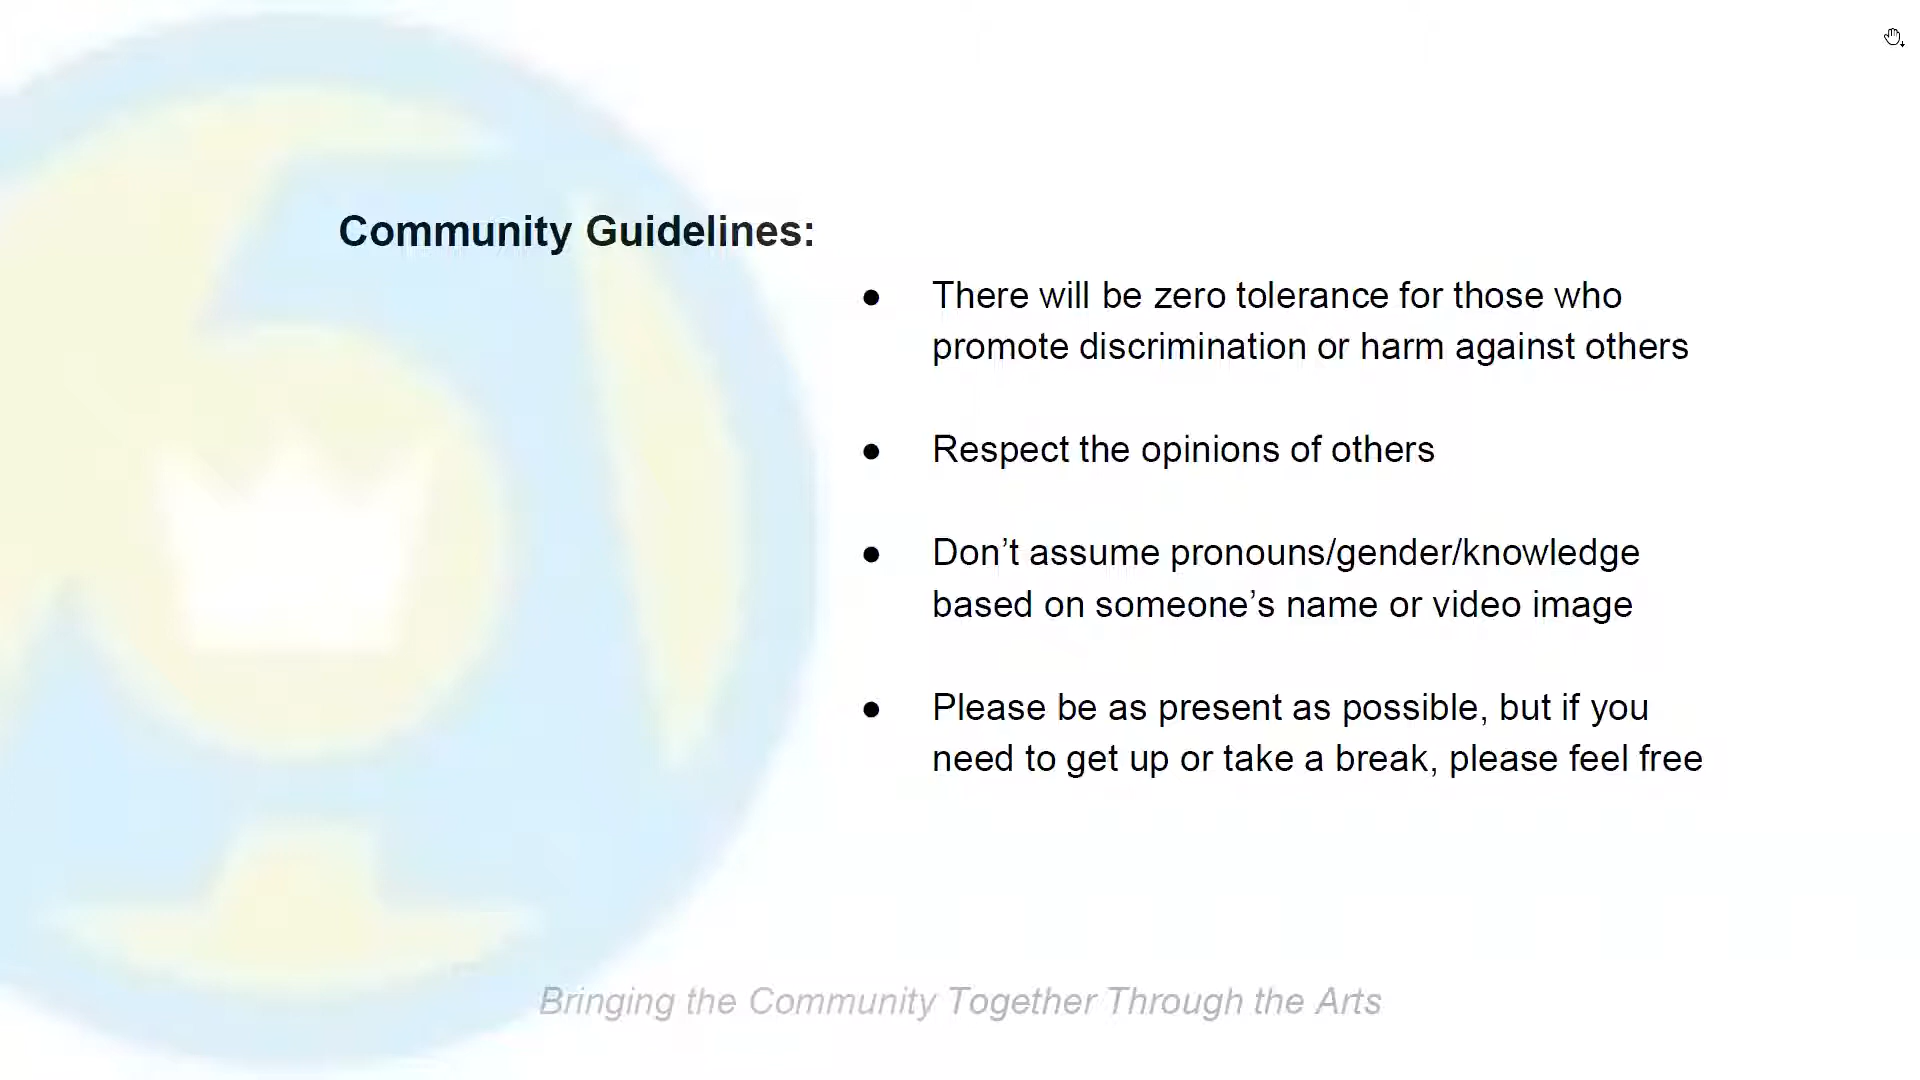 Community Guidelines:
● There will be zero tolerance for those who
promote discrimination or harm against others
● Respect the opinions of others
● Don’t assume pronouns/gender/knowledge
based on someone’s name or video image
● Please be as present as possible, but if you
need to get up or take a break, please feel free
Bringing the Community Together Through the Arts